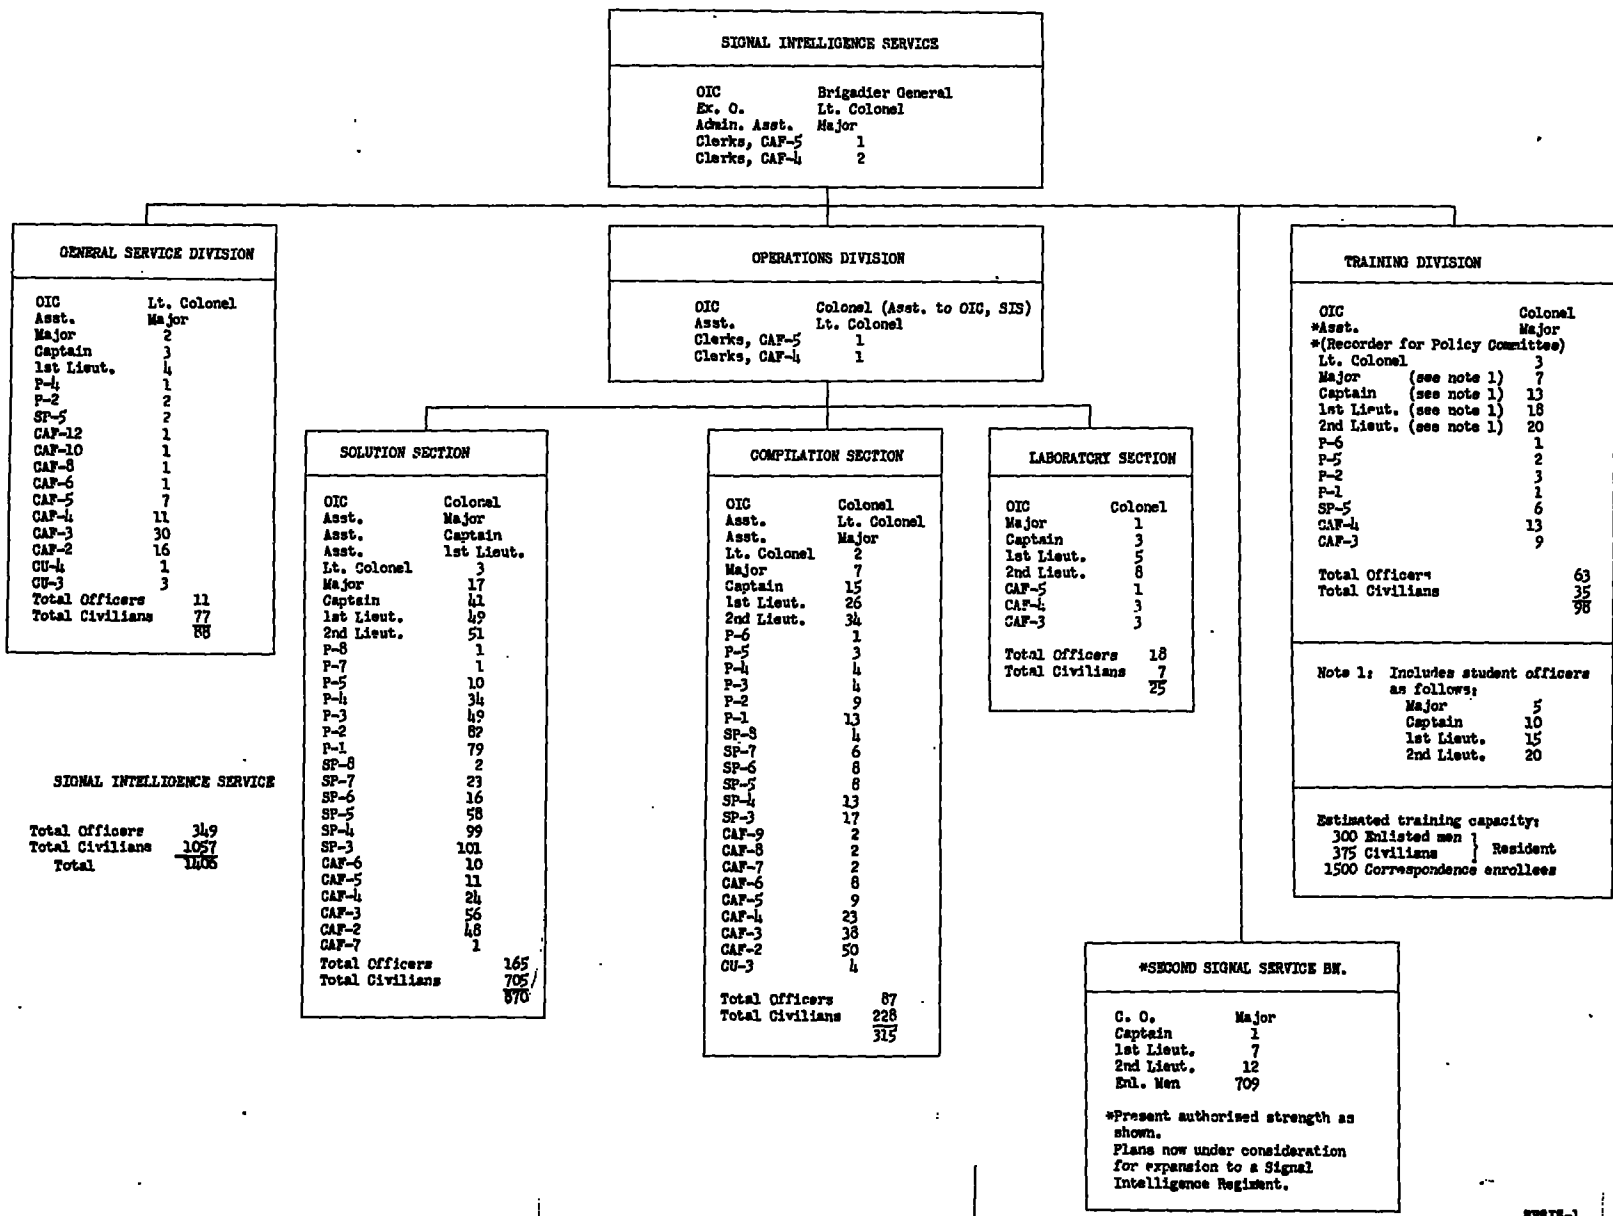 SIGNAL INTELLIGENCE SERVICE
OIC Brigadier General
Ex. O. Lt. Colonel
Admin. Asst. Major
Clerks, CAF-5 1
Clerks, CAF-4 2
GENERAL SERVICE DIVISION
OIC Lt. Colonel
Asst. Major
Major 2
Captain 3
1st Lieut. 4
P-4 1
P-2 2
SP-5 2
CAF-12 1
CAF-10 1
CAF-8 1
CAF-6 1
CAF-5 7
CAF-4 11
CAF-3 30
CAF-2 16
CU-4 1
CU-3 3
Total Officers 11
Total Civilians 77
88
OPERATIONS DIVISION
OIC Colonel (Asst. to OIC, SIS)
Asst. Lt. Colonel
Clerks, CAF-5 1
Clerks, CAF-4 1
TRAINING DIVISION
OIC Colonel
*Asst. Major
*(Recorder for Policy Committee)
Lt. Colonel 3
Major (see note 1) 7
Captain (see note 1) 13
1st Lieut. (see note 1) 18
2nd Lieut. (see note 1) 20
P-6 1
P-5 2
P-2 3
P-1 1
SP-5 6
CAF-4 13
CAF-3 9
Total Officers 63
Total Civilians 35
98
Note 1: Includes student officers
as follows:
Major 5
Captain 10
1st Lieut. 15
2nd Lieut. 20
Estimated training capacity:
300 Enlisted men
375 Civilians } Resident
1500 Correspondence enrollees
SOLUTION SECTION
OIC Colonel
Asst. Major
Asst. Captain
Asst. 1st Lieut.
Lt. Colonel 3
Major 17
Captain 41
1st Lieut. 49
2nd Lieut. 51
P-8 1
P-7 1
P-5 10
P-4 34
P-3 49
P-2 82
P-1 79
SP-8 2
SP-7 23
SP-6 16
SP-5 58
SP-4 99
SP-3 101
CAF-6 10
CAF-5 11
CAF-4 24
CAF-3 56
CAF-2 48
CAF-7 1
Total Officers 165
Total Civilians 705/
870
COMPILATION SECTION
OIC Colonel
Asst. Lt. Colonel
Asst. Major
Lt. Colonel 2
Major 7
Captain 15
1st Lieut. 26
2nd Lieut. 34
P-6 1
P-5 3
P-4 4
P-3 4
P-2 9
P-1 13
SP-8 4
SP-7 6
SP-6 8
SP-5 8
SP-4 13
SP-3 17
CAF-9 2
CAF-8 2
CAF-7 2
CAF-6 8
CAF-5 9
CAF-4 23
CAF-3 38
CAF-2 50
CU-3 4
Total Officers 87
Total Civilians 228
315
LABORATORY SECTION
OIC Colonel
Major 1
Captain 3
1st Lieut. 5
2nd Lieut. 8
CAF-5 1
CAF-4 3
CAF-3 3
Total Officers 18
Total Civilians 7
25
SIGNAL INTELLIGENCE SERVICE
Total Officers 349
Total Civilians 1057
Total 1406
*SECOND SIGNAL SERVICE BN.
C. O. Major
Captain 1
1st Lieut. 7
2nd Lieut. 12
Enl. Men 709
*Present authorized strength as
shown.
Plans now under consideration
for expansion to a Signal
Intelligence Regiment.